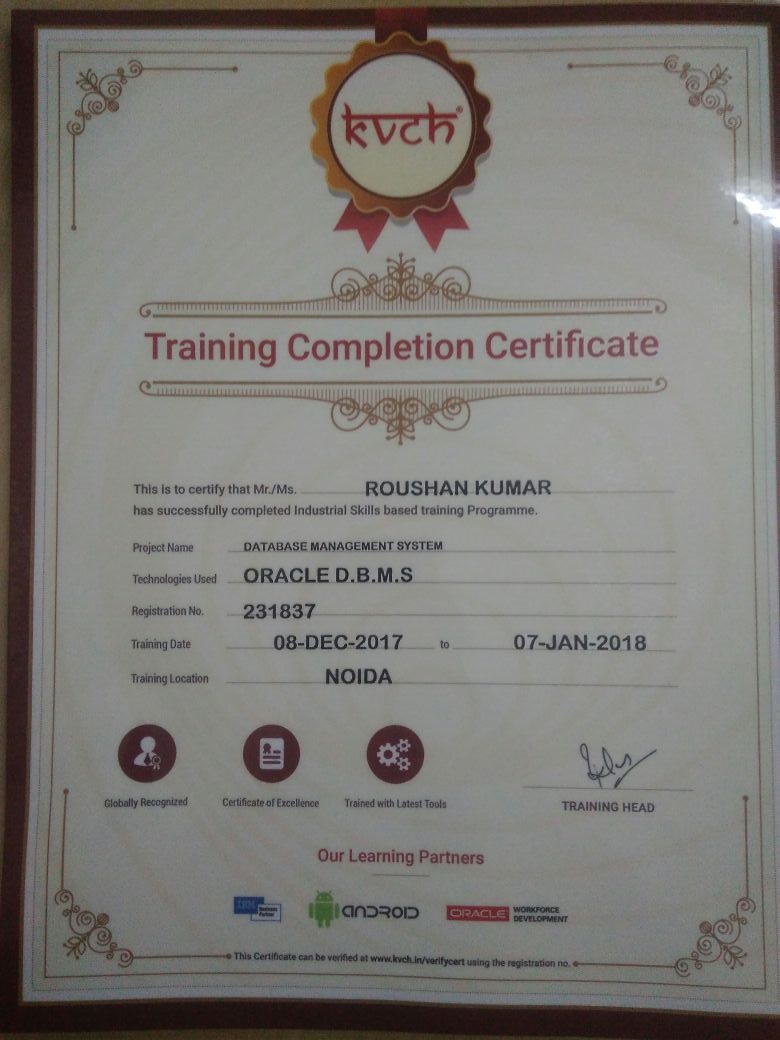 kvch®
Training Completion Certificate
This is to certify that Mr./Ms. ROUSHAN KUMAR
has successfully completed Industrial Skills based training Programme.
Project Name DATABASE MANAGEMENT SYSTEM
Technologies Used ORACLE D.B.M.S
Registration No. 231837
Training Date 08-DEC-2017 to 07-JAN-2018
Training Location NOIDA
Globally Recognized Certificate of Excellence Trained with Latest Tools
TRAINING HEAD
Our Learning Partners
IBM Business Partner ANDROID ORACLE WORKFORCE DEVELOPMENT
This Certificate can be verified at www.kvch.in/verifycert using the registration no.